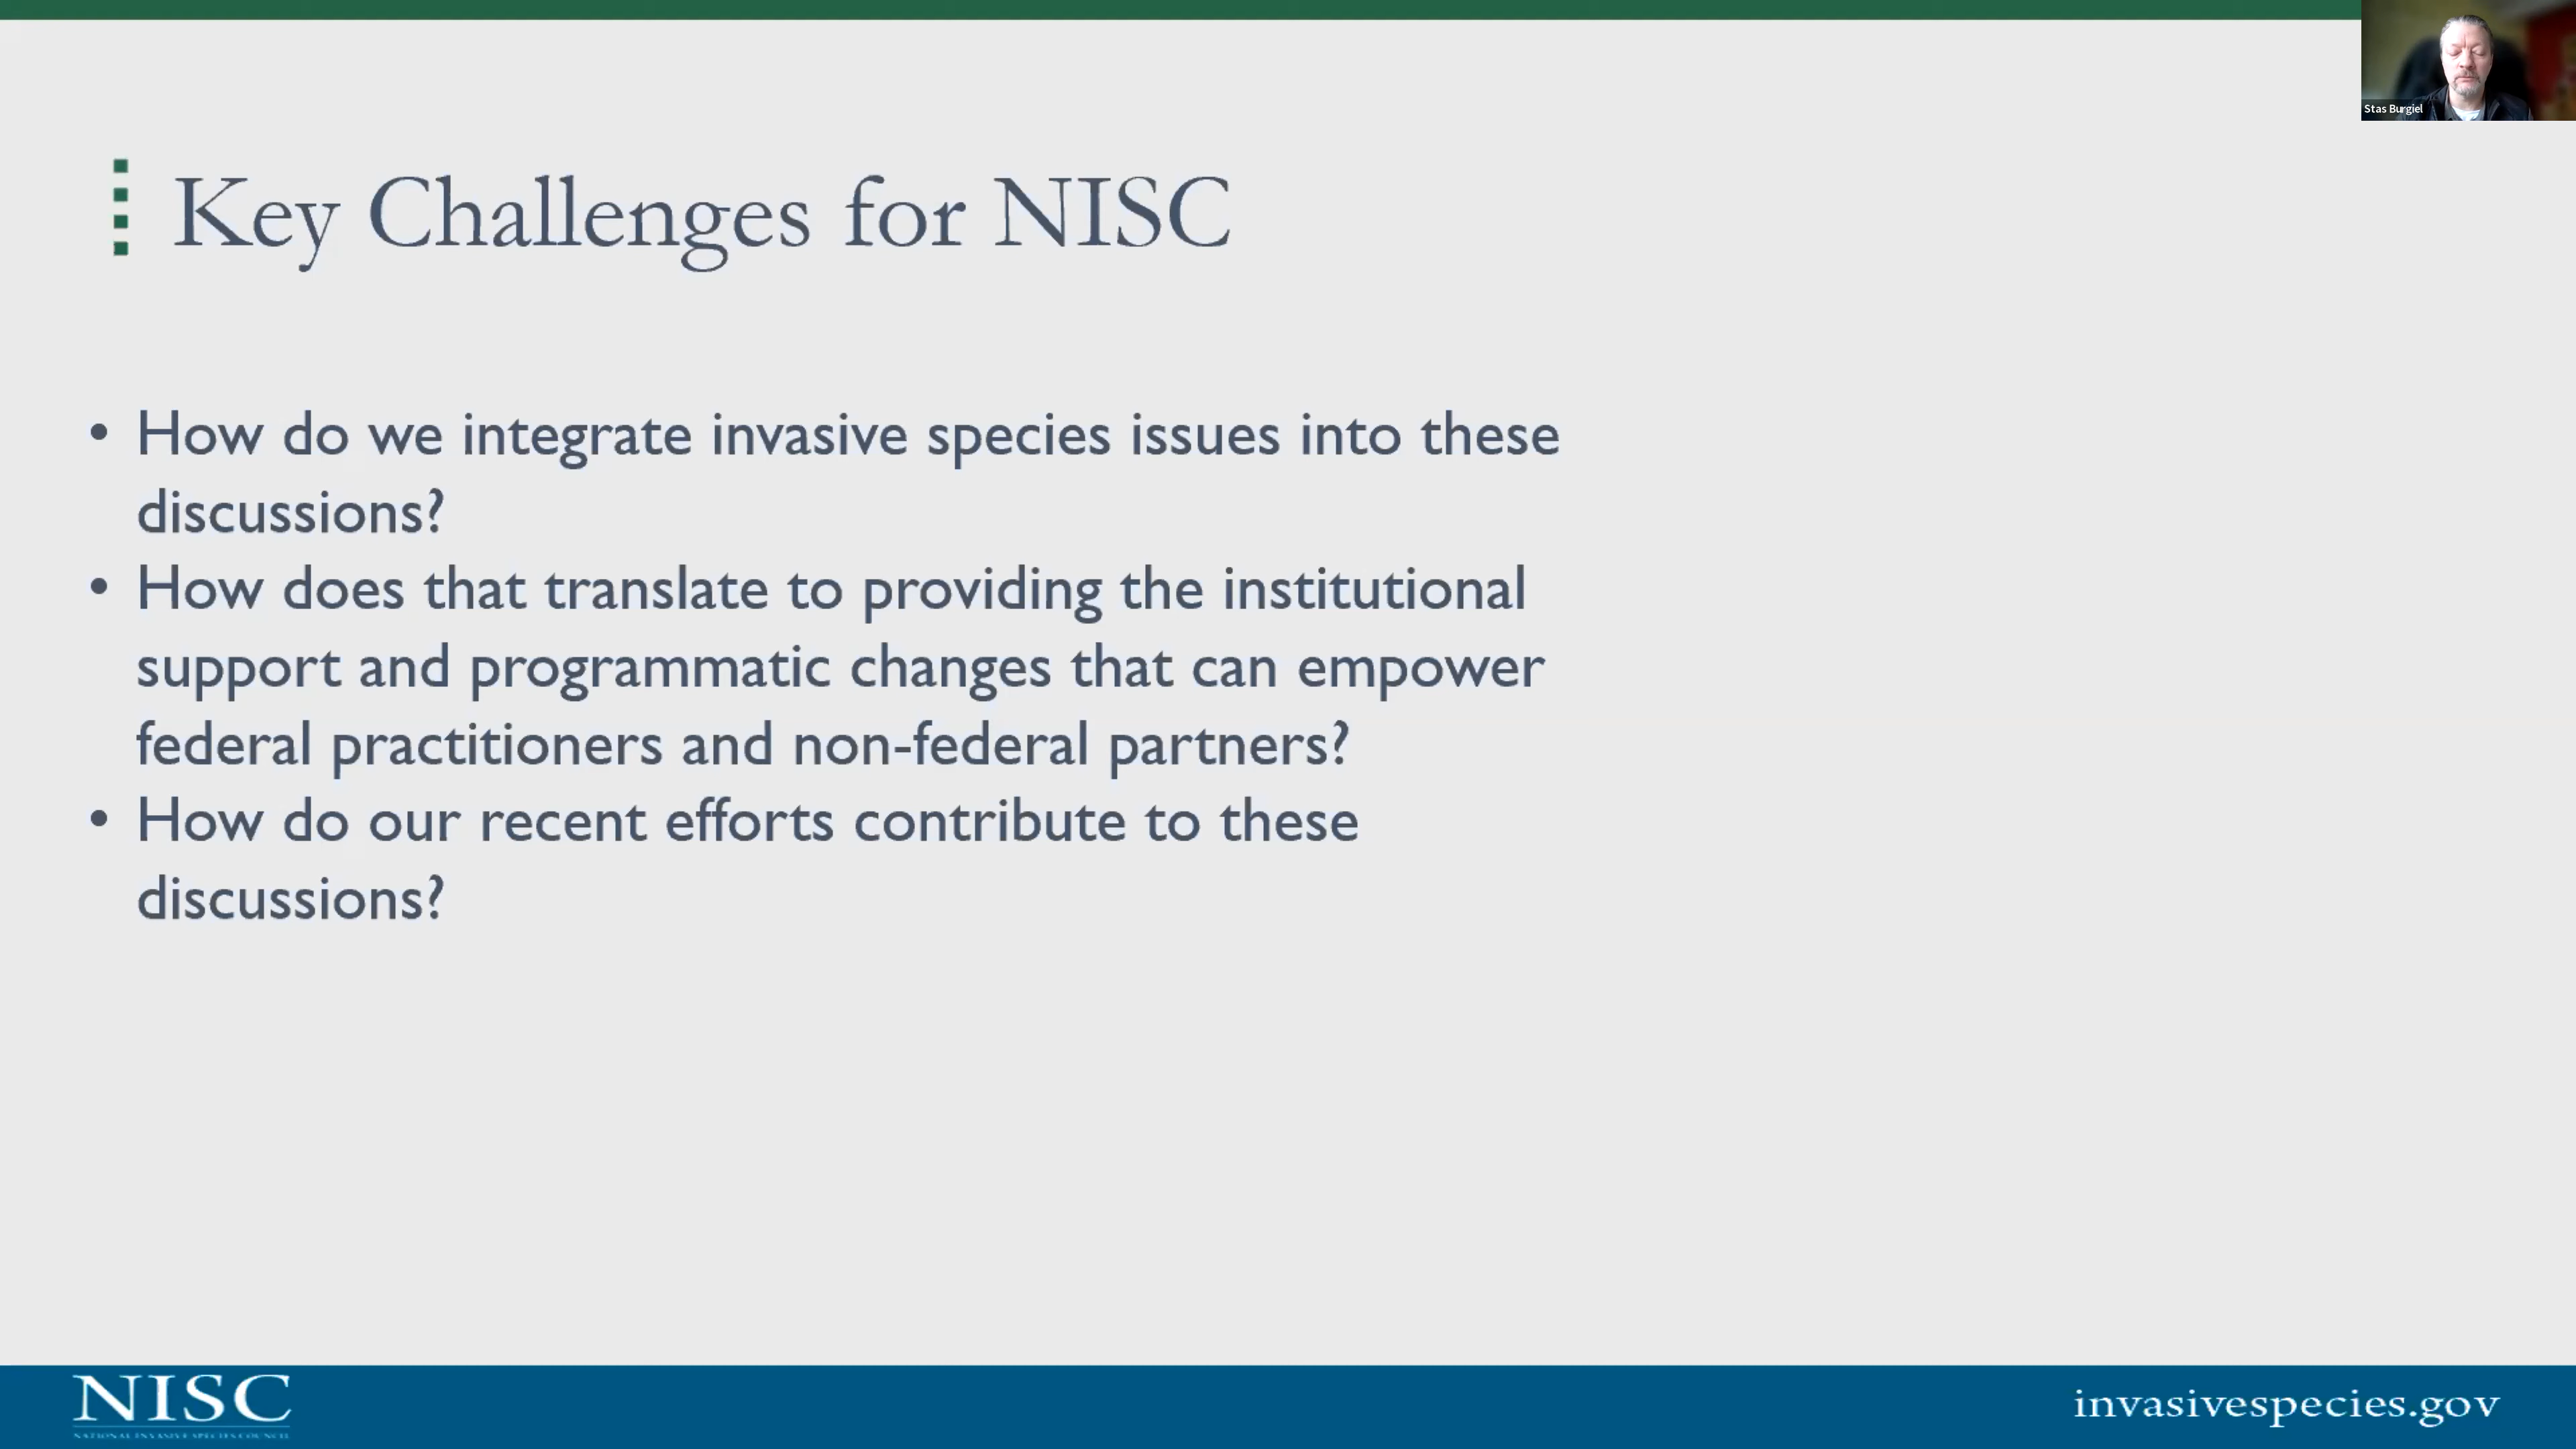 Stas Burgiel
Key Challenges for NISC
• How do we integrate invasive species issues into these
discussions?
• How does that translate to providing the institutional
support and programmatic changes that can empower
federal practitioners and non-federal partners?
• How do our recent efforts contribute to these
discussions?
NISC
NATIONAL INVASIVE SPECIES COUNCIL
invasivespecies.gov